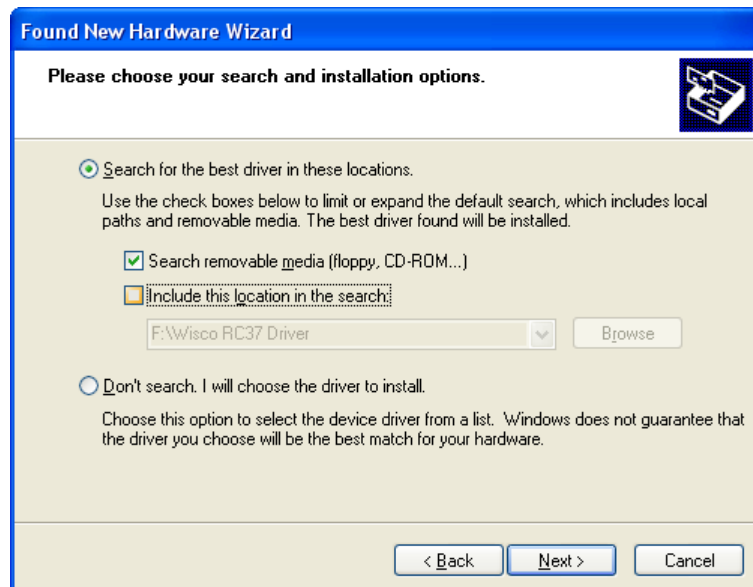 Found New Hardware Wizard
Please choose your search and installation options.
Search for the best driver in these locations.
Use the check boxes below to limit or expand the default search, which includes local
paths and removable media. The best driver found will be installed.
Search removable media (floppy, CD-ROM...)
Include this location in the search:
F:\Wisco RC37 Driver
Browse
Don't search. I will choose the driver to install.
Choose this option to select the device driver from a list. Windows does not guarantee that
the driver you choose will be the best match for your hardware.
< Back
Next >
Cancel